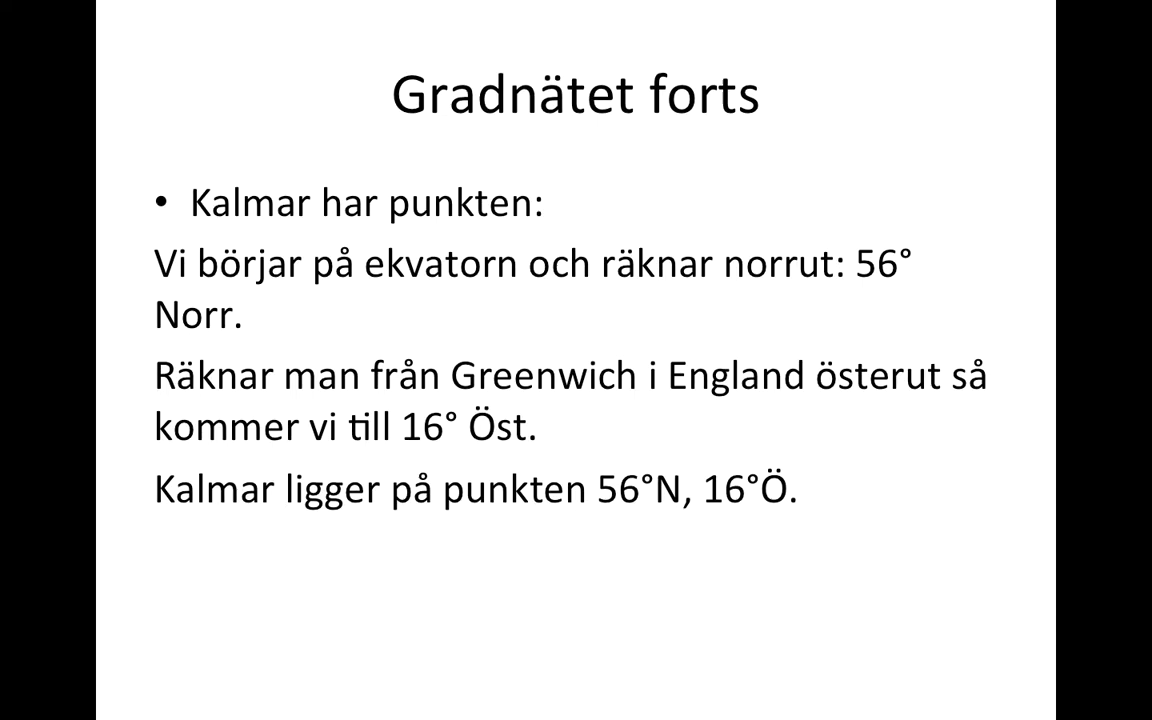 Gradnätet forts
• Kalmar har punkten:
Vi börjar på ekvatorn och räknar norrut: 56°
Norr.
Räknar man från Greenwich i England österut så
kommer vi till 16° Öst.
Kalmar ligger på punkten 56°N, 16°Ö.